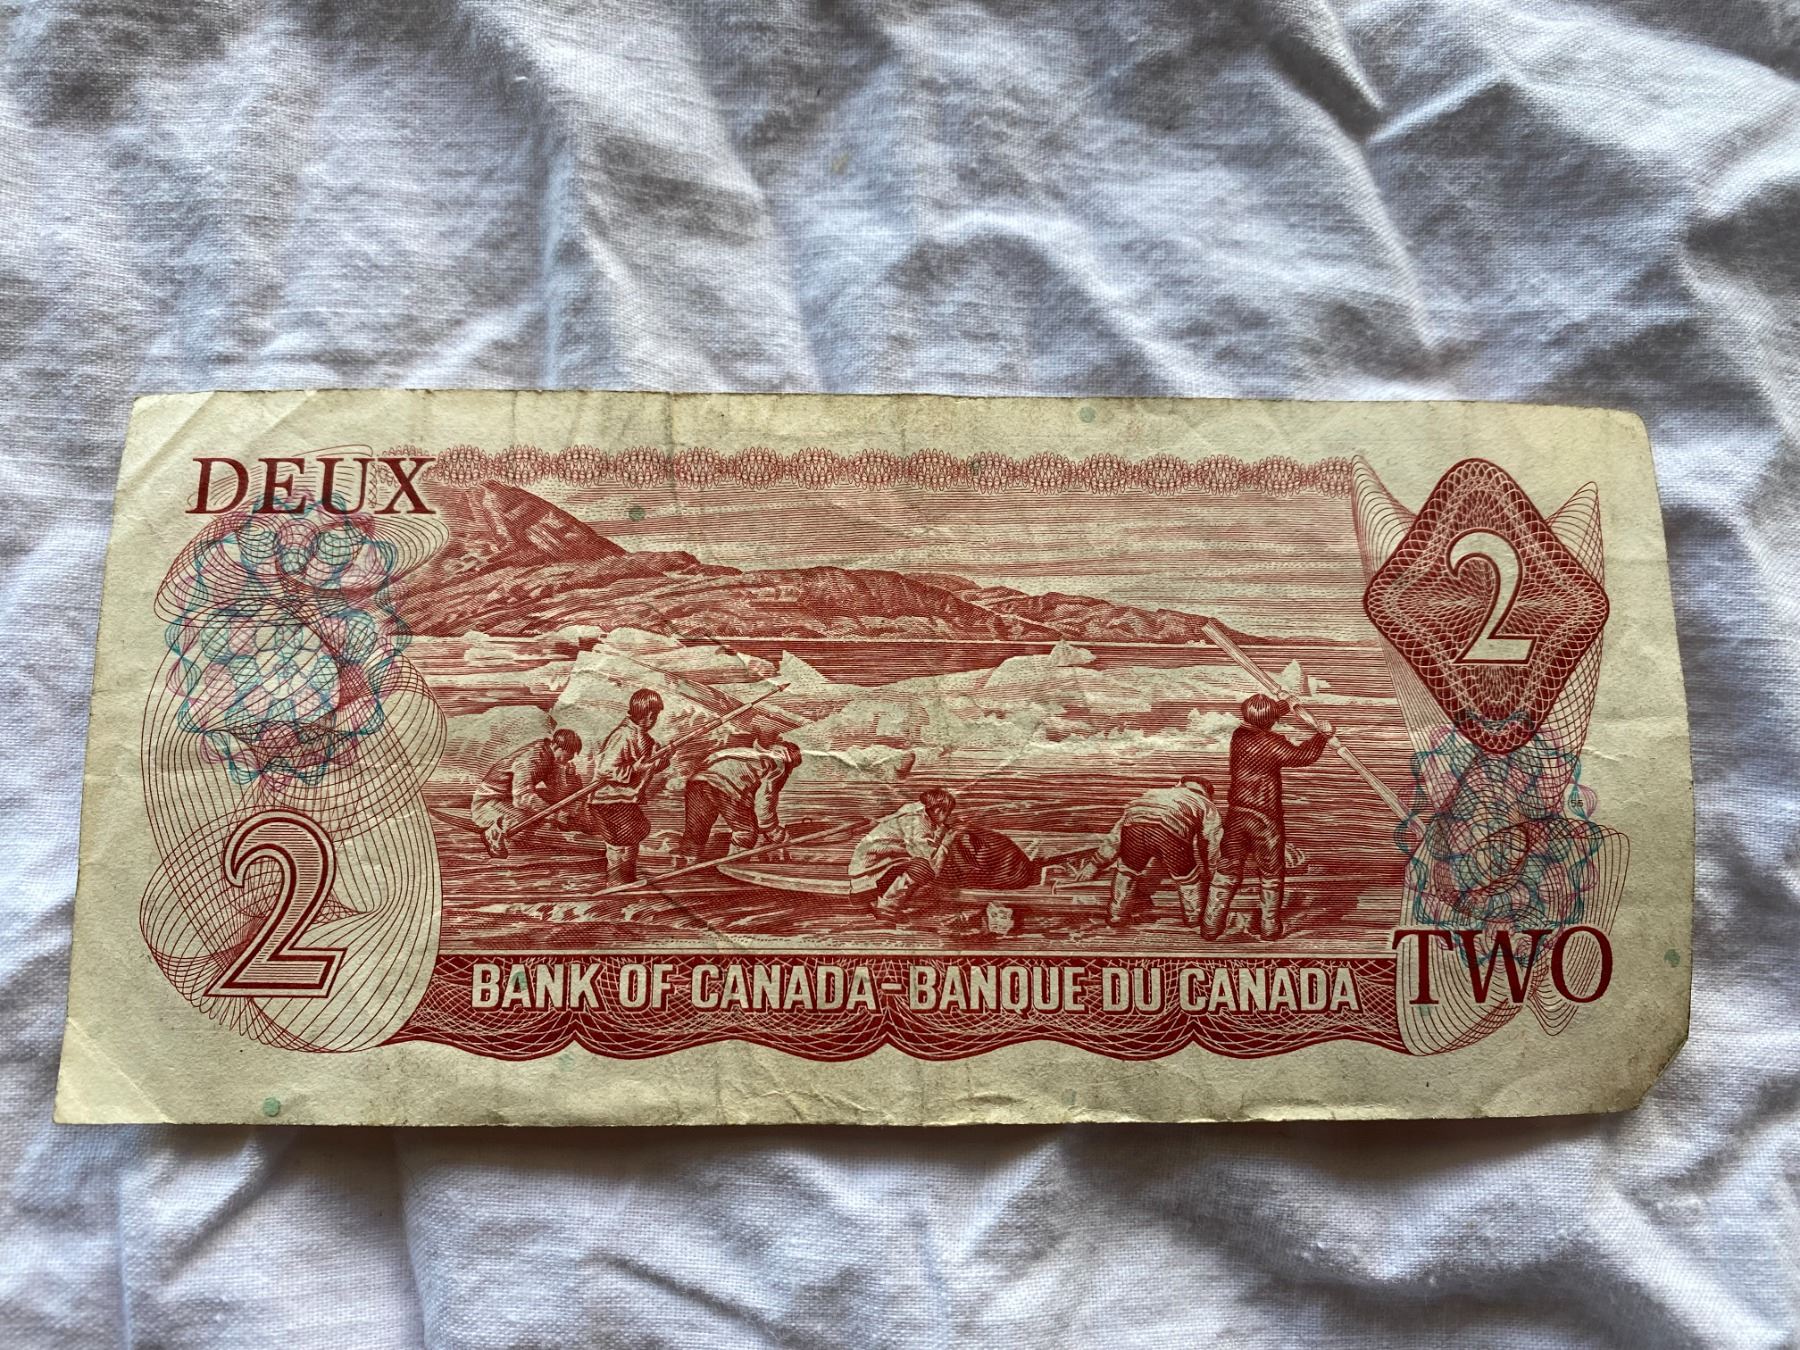 DEUX
2
2
BANK OF CANADA - BANQUE DU CANADA
TWO